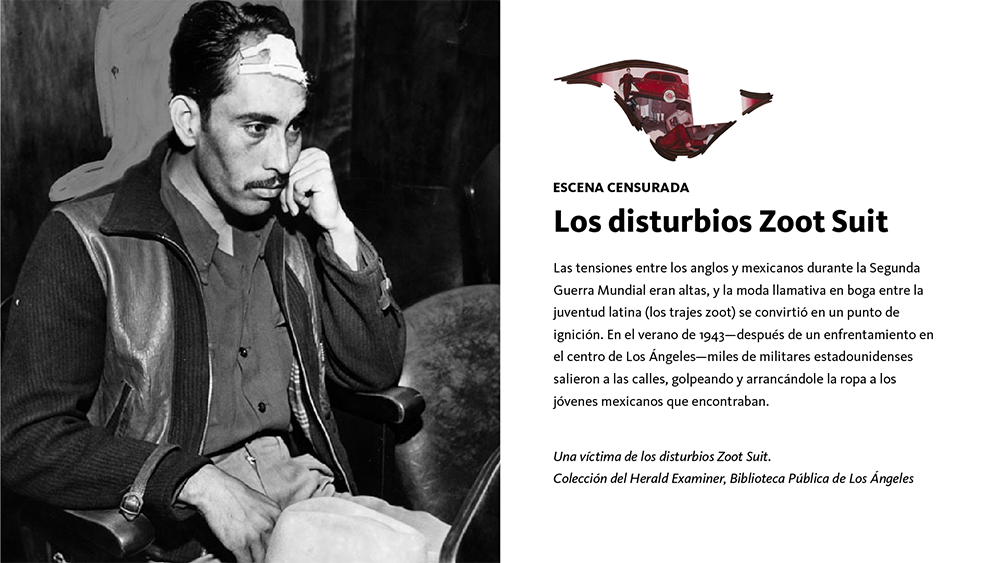 ESCENA CENSURADA
Los disturbios Zoot Suit
Las tensiones entre los anglos y mexicanos durante la Segunda
Guerra Mundial eran altas, y la moda llamativa en boga entre la
juventud latina (los trajes zoot) se convirtió en un punto de
ignición. En el verano de 1943—después de un enfrentamiento en
el centro de Los Ángeles—miles de militares estadounidenses
salieron a las calles, golpeando y arrancándole la ropa a los
jóvenes mexicanos que encontraban.
Una víctima de los disturbios Zoot Suit.
Colección del Herald Examiner, Biblioteca Pública de Los Ángeles